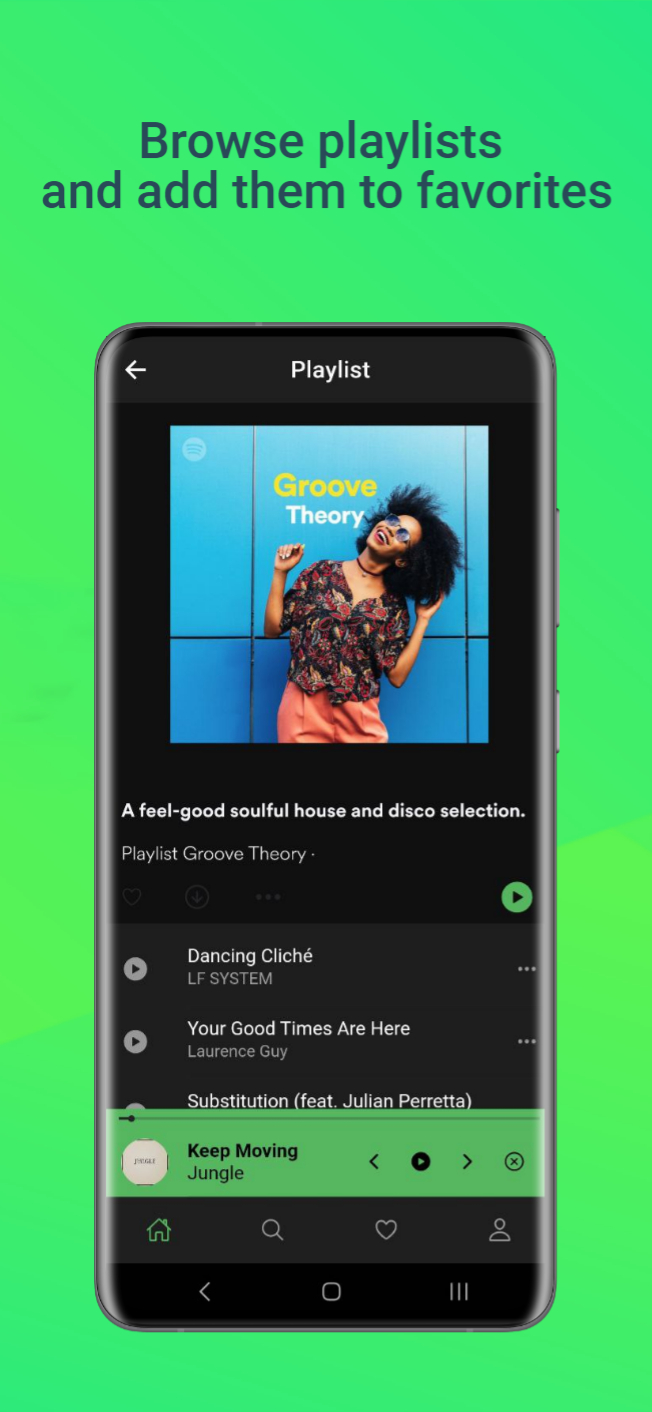 Browse playlists
and add them to favorites
Playlist
Groove
Theory
A feel-good soulful house and disco selection.
Playlist Groove Theory ·
Dancing Cliché
LF SYSTEM
Your Good Times Are Here
Laurence Guy
Substitution (feat. Julian Perretta)
JUNGLE
Keep Moving
Jungle